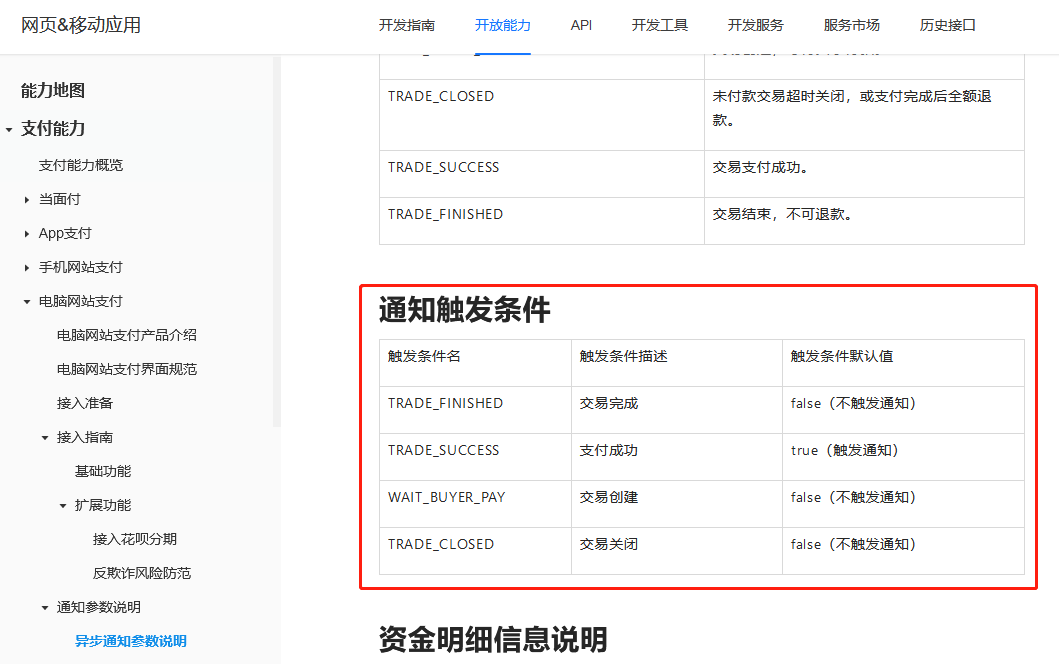 网页&移动应用
开发指南 开放能力 API 开发工具 开发服务 服务市场 历史接口
能力地图
支付能力
支付能力概览
当面付
App支付
手机网站支付
电脑网站支付
电脑网站支付产品介绍
电脑网站支付界面规范
接入准备
接入指南
基础功能
扩展功能
接入花呗分期
反欺诈风险防范
通知参数说明
异步通知参数说明
TRADE_CLOSED 未付款交易超时关闭，或支付完成后全额退
款。
TRADE_SUCCESS 交易支付成功。
TRADE_FINISHED 交易结束，不可退款。
通知触发条件
触发条件名 触发条件描述 触发条件默认值
TRADE_FINISHED 交易完成 false（不触发通知）
TRADE_SUCCESS 支付成功 true（触发通知）
WAIT_BUYER_PAY 交易创建 false（不触发通知）
TRADE_CLOSED 交易关闭 false（不触发通知）
资金明细信息说明